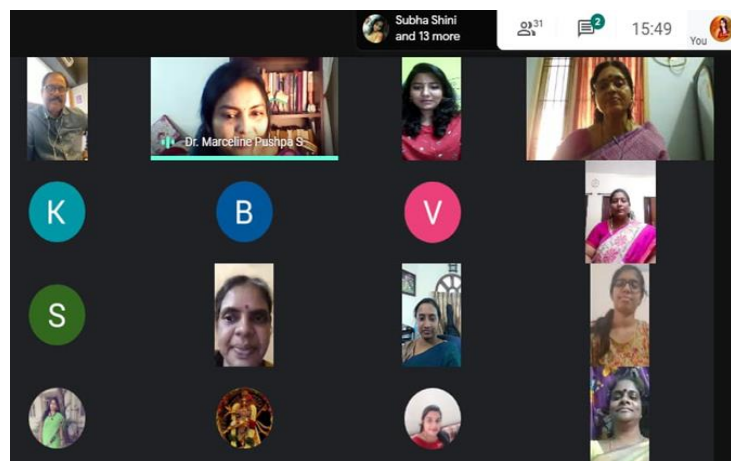 Subha Shini
and 13 more
31
2
15:49
You
Dr. Marceline Pushpa S
K
B
V
S